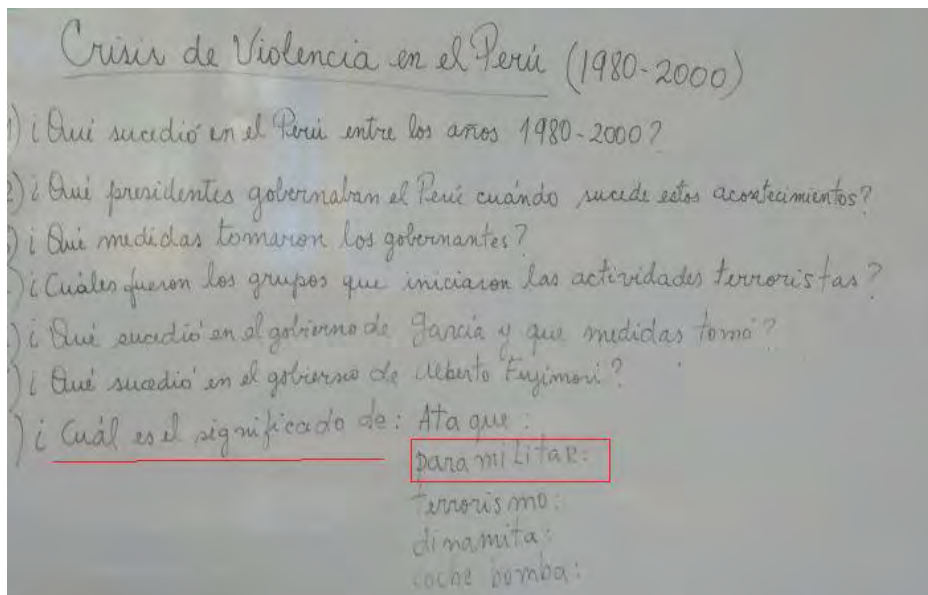 Crisis de Violencia en el Perú (1980-2000)
1) ¿Qué sucedió en el Perú entre los años 1980-2000?
2) ¿Qué presidentes gobernaban el Perú cuándo sucede estos acontecimientos?
) ¿Qué medidas tomaron los gobernantes?
) ¿Cuáles fueron los grupos que iniciaron las actividades terroristas?
) ¿Qué sucedió en el gobierno de García y que medidas tomó?
) ¿Qué sucedió en el gobierno de Alberto Fujimori?
) ¿Cuál es el significado de: Ataque:
paramilitar:
terrorismo:
dinamita:
coche bomba: